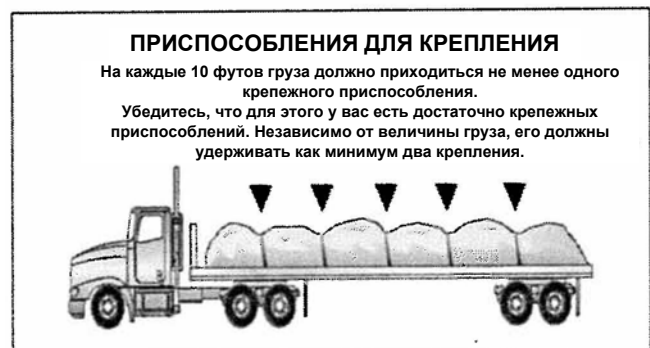 ПРИСПОСОБЛЕНИЯ ДЛЯ КРЕПЛЕНИЯ
На каждые 10 футов груза должно приходиться не менее одного
крепежного приспособления.
Убедитесь, что для этого у вас есть достаточно крепежных
приспособлений. Независимо от величины груза, его должны
удерживать как минимум два крепления.